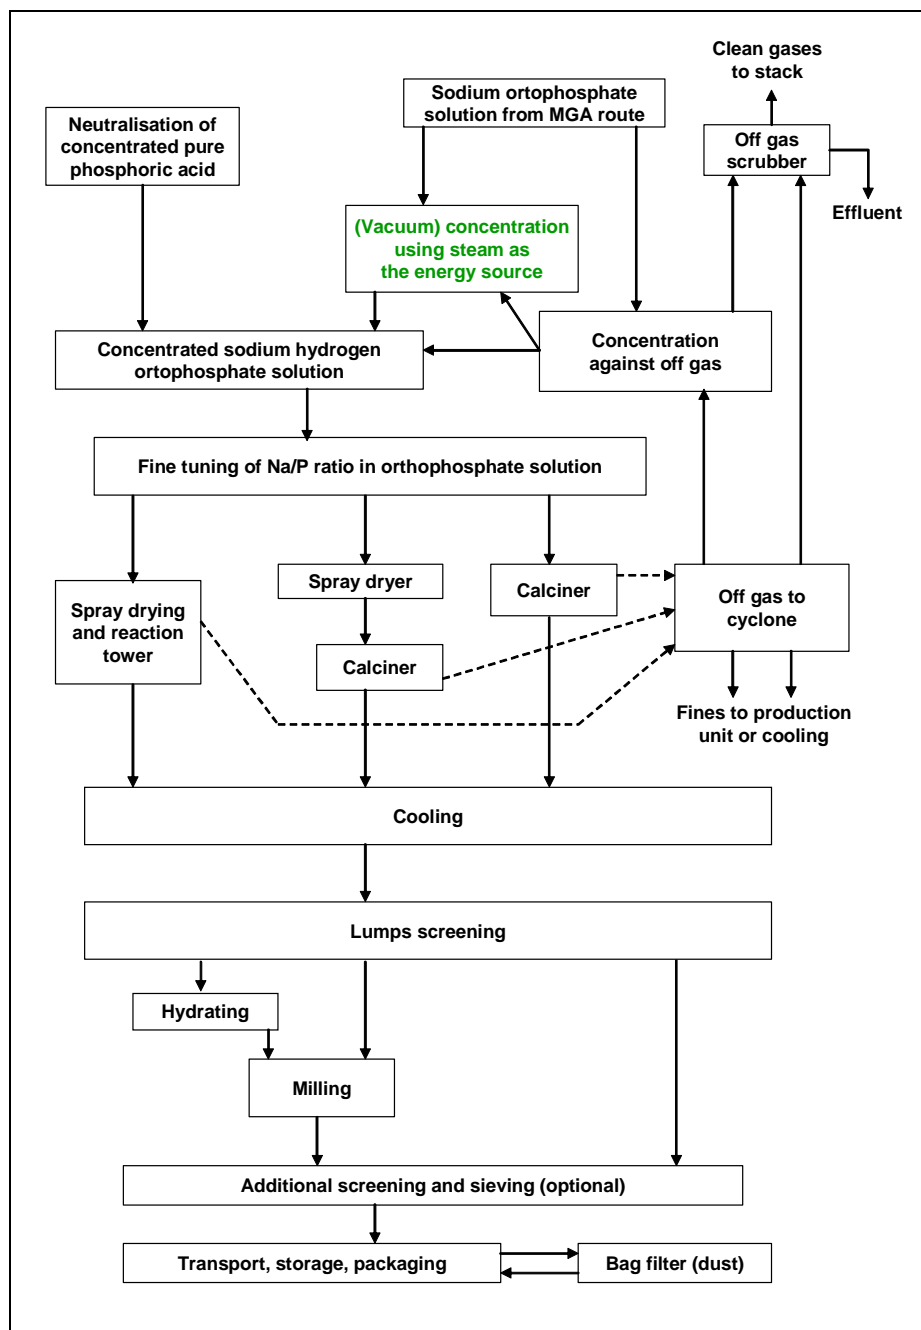 Clean gases
to stack
Sodium ortophosphate
solution from MGA route
Neutralisation of
concentrated pure
phosphoric acid
Off gas
scrubber
Effluent
(Vacuum) concentration
using steam as
the energy source
Concentrated sodium hydrogen
ortophosphate solution
Concentration
against off gas
Fine tuning of Na/P ratio in orthophosphate solution
Spray drying
and reaction
tower
Spray dryer
Calciner
Calciner
Off gas to
cyclone
Fines to production
unit or cooling
Cooling
Lumps screening
Hydrating
Milling
Additional screening and sieving (optional)
Transport, storage, packaging
Bag filter (dust)